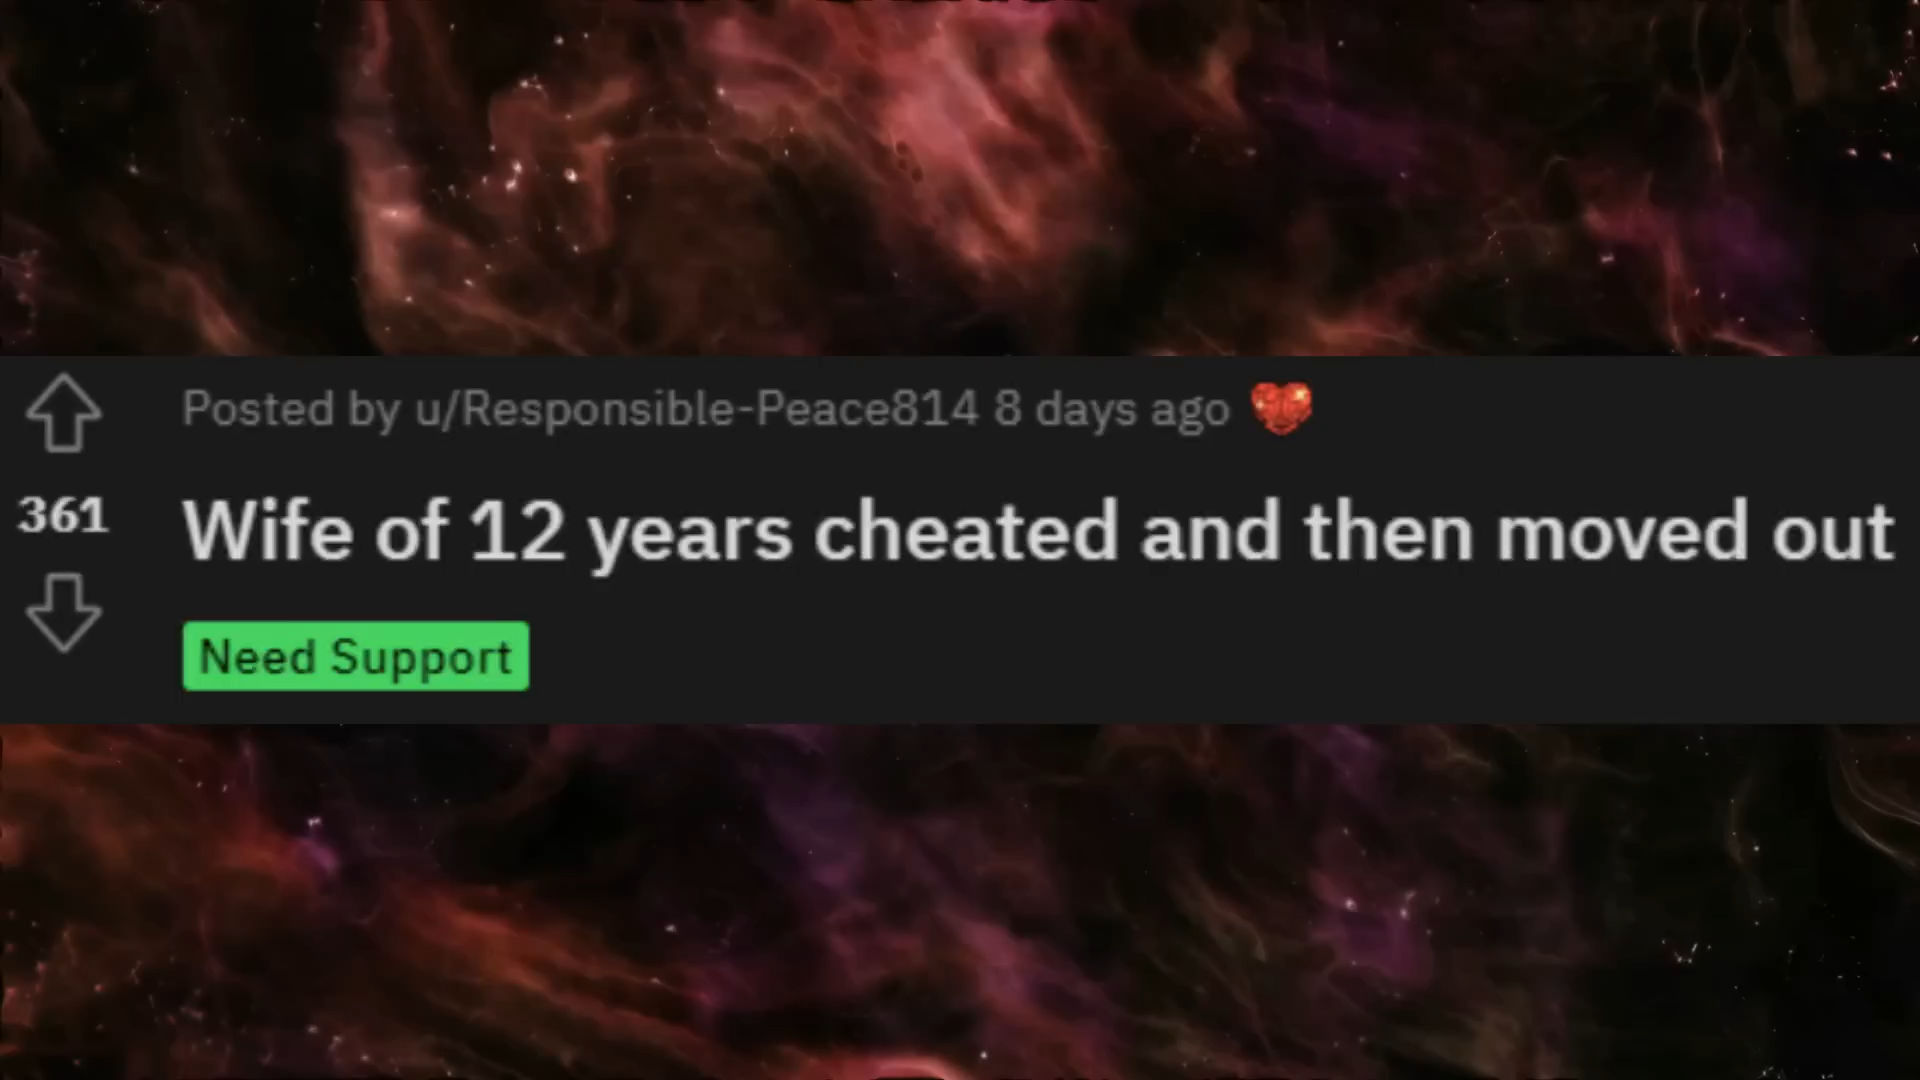 Posted by u/Responsible-Peace814 8 days ago
361
Wife of 12 years cheated and then moved out
Need Support